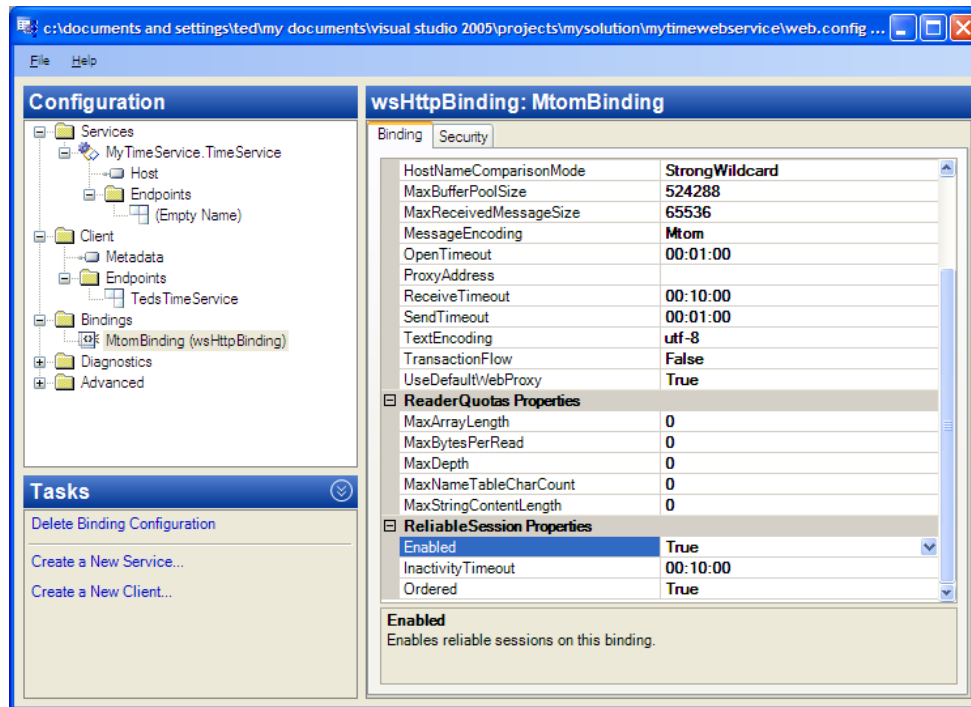 c:\documents and settings\ted\my documents\visual studio 2005\projects\mysolution\mytimewebservice\web.config ...
File Help
Configuration
Services
MyTimeService.TimeService
Host
Endpoints
(Empty Name)
Client
Metadata
Endpoints
TedsTimeService
Bindings
MtomBinding (wsHttpBinding)
Diagnostics
Advanced
Tasks
Delete Binding Configuration
Create a New Service...
Create a New Client...
wsHttpBinding: MtomBinding
Binding Security
HostNameComparisonMode StrongWildcard
MaxBufferPoolSize 524288
MaxReceivedMessageSize 65536
MessageEncoding Mtom
OpenTimeout 00:01:00
ProxyAddress
ReceiveTimeout 00:10:00
SendTimeout 00:01:00
TextEncoding utf-8
TransactionFlow False
UseDefaultWebProxy True
ReaderQuotas Properties
MaxArrayLength 0
MaxBytesPerRead 0
MaxDepth 0
MaxNameTableCharCount 0
MaxStringContentLength 0
ReliableSession Properties
Enabled True
InactivityTimeout 00:10:00
Ordered True
Enabled
Enables reliable sessions on this binding.